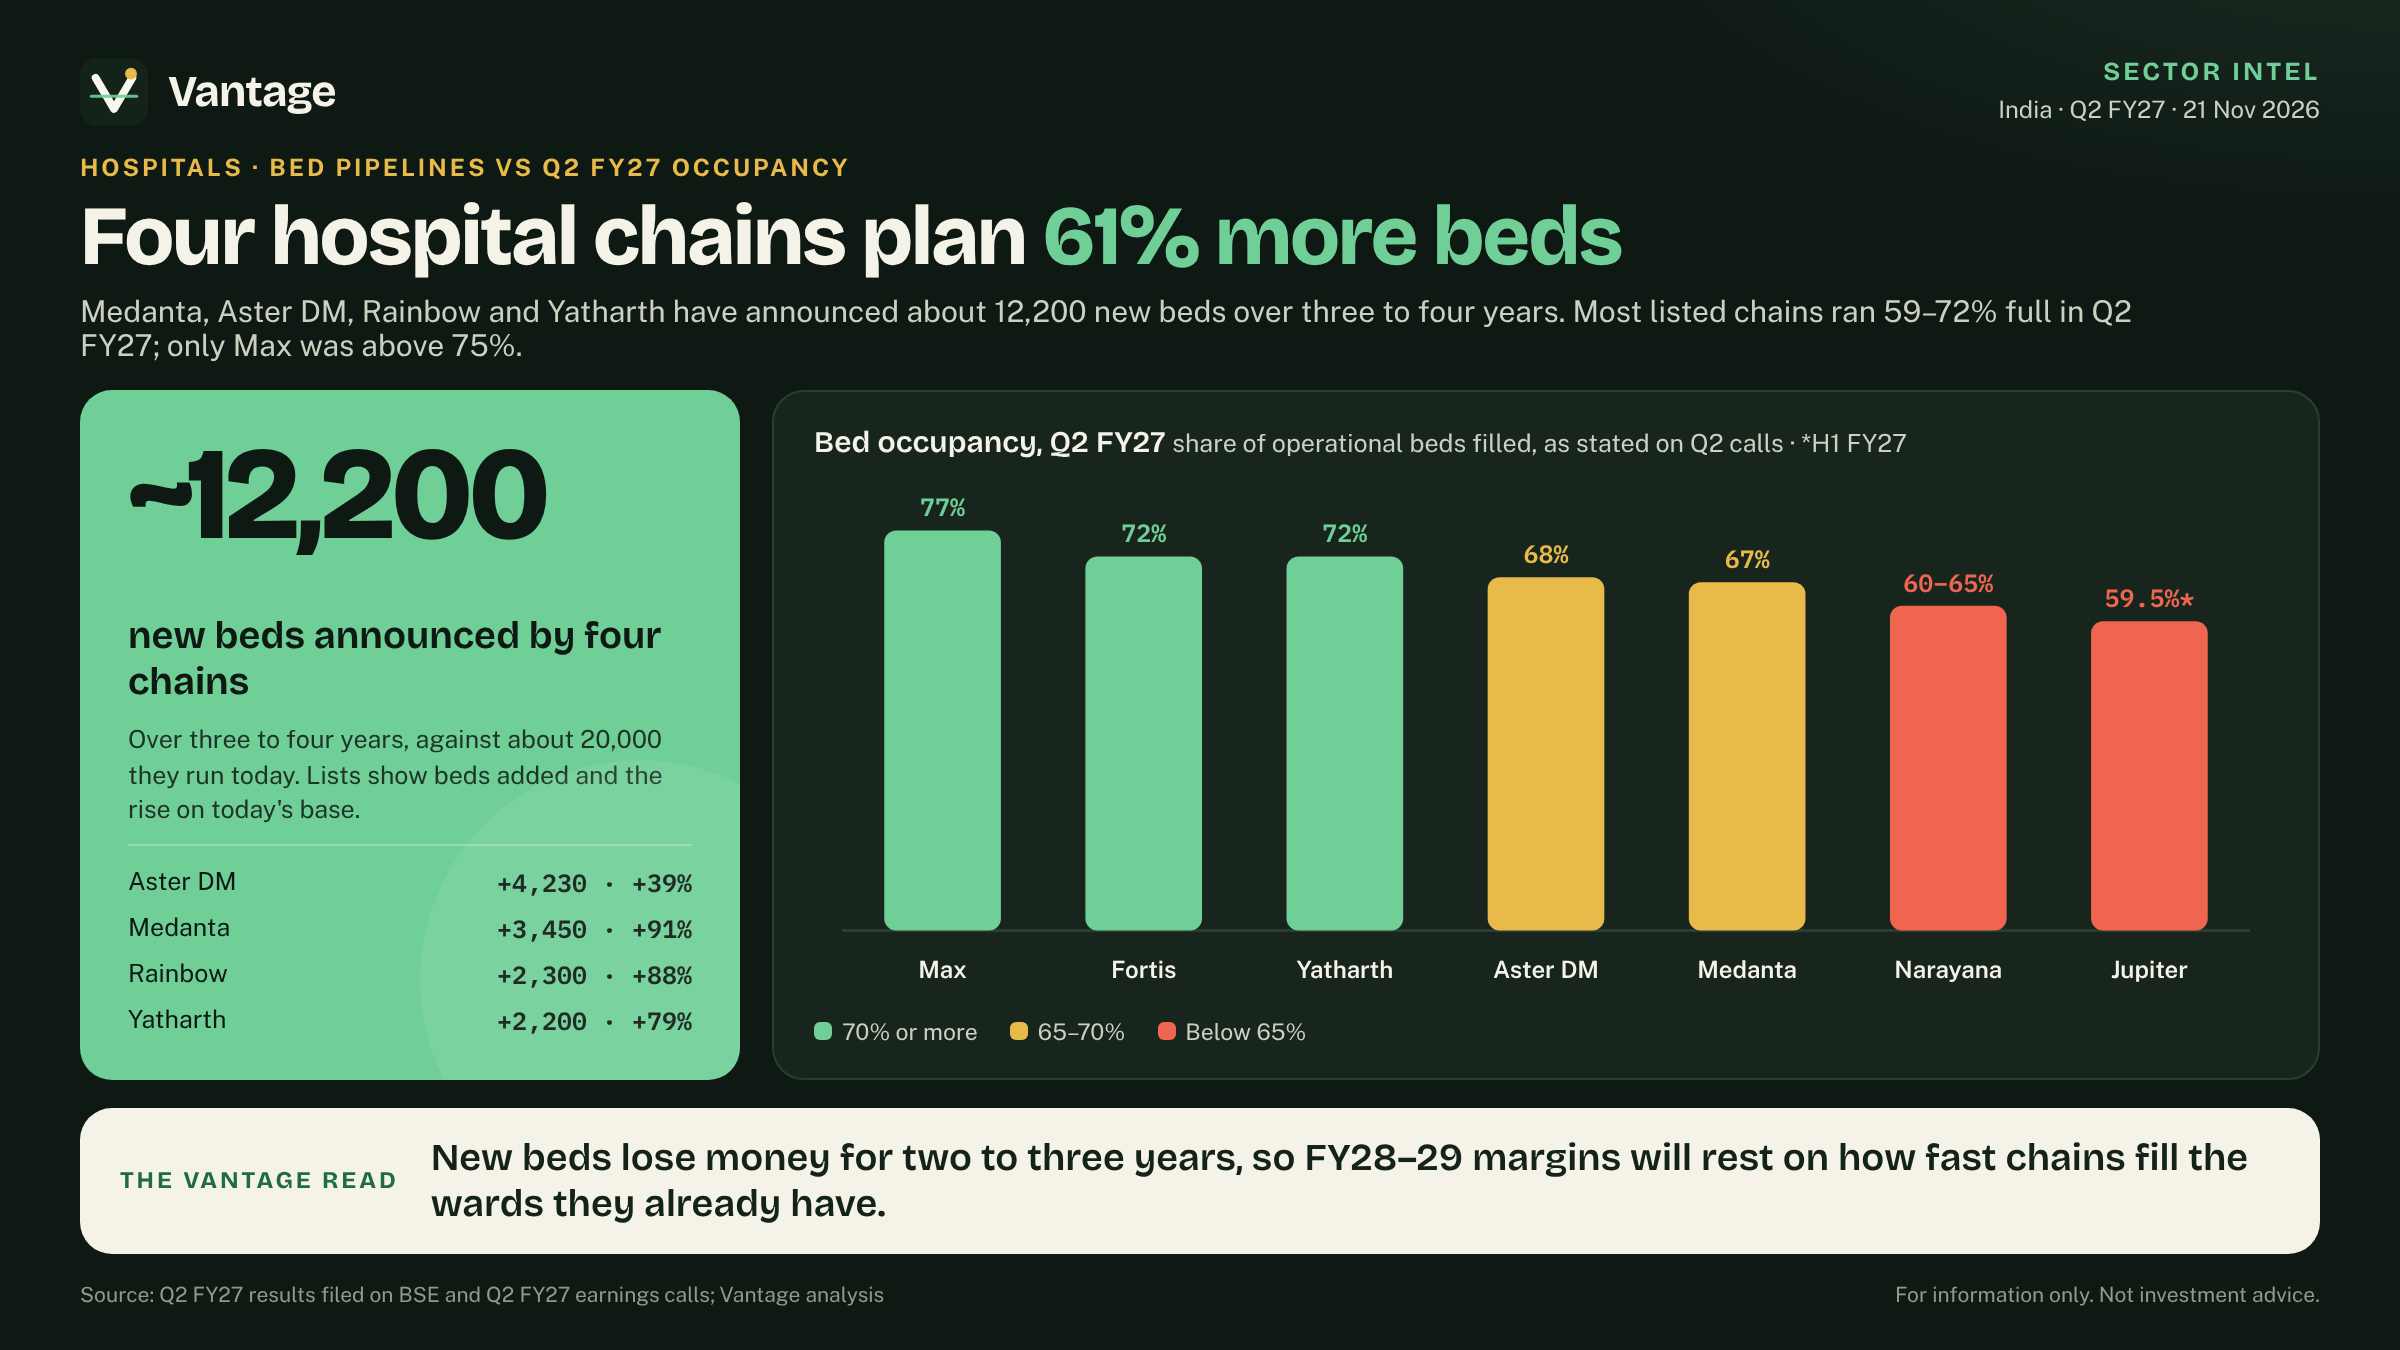 Vantage
SECTOR INTEL
India · Q2 FY27 · 21 Nov 2026
HOSPITALS · BED PIPELINES VS Q2 FY27 OCCUPANCY
Four hospital chains plan 61% more beds
Medanta, Aster DM, Rainbow and Yatharth have announced about 12,200 new beds over three to four years. Most listed chains ran 59–72% full in Q2
FY27; only Max was above 75%.
~12,200
new beds announced by four
chains
Over three to four years, against about 20,000
they run today. Lists show beds added and the
rise on today's base.
Aster DM +4,230 · +39%
Medanta +3,450 · +91%
Rainbow +2,300 · +88%
Yatharth +2,200 · +79%
Bed occupancy, Q2 FY27 share of operational beds filled, as stated on Q2 calls · *H1 FY27
77% 72% 72% 68% 67% 60–65% 59.5%*
Max Fortis Yatharth Aster DM Medanta Narayana Jupiter
70% or more 65–70% Below 65%
THE VANTAGE READ
New beds lose money for two to three years, so FY28–29 margins will rest on how fast chains fill the
wards they already have.
Source: Q2 FY27 results filed on BSE and Q2 FY27 earnings calls; Vantage analysis
For information only. Not investment advice.